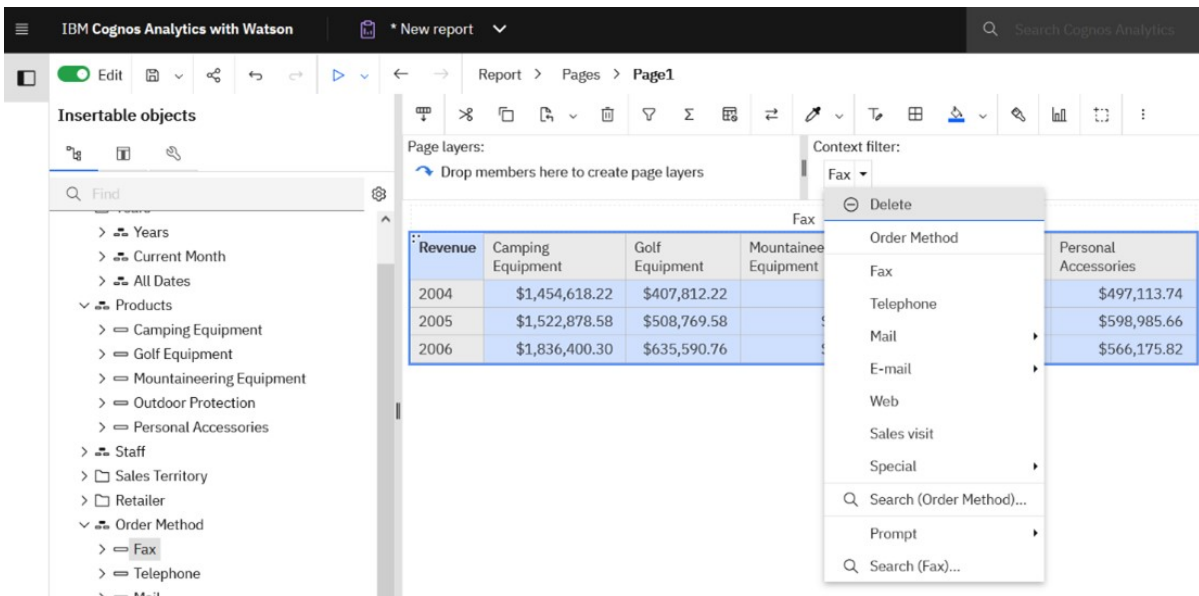 IBM Cognos Analytics with Watson
* New report
Search Cognos Analytics
Edit
Report > Pages > Page1
Insertable objects
Find
Years
> Years
> Current Month
> All Dates
Products
> Camping Equipment
> Golf Equipment
> Mountaineering Equipment
> Outdoor Protection
> Personal Accessories
> Staff
> Sales Territory
> Retailer
Order Method
> Fax
> Telephone
> Mail
Page layers:
Drop members here to create page layers
Context filter:
Fax
Fax
Revenue Camping Equipment Golf Equipment Mountainee Equipment Personal Accessories
2004 $1,454,618.22 $407,812.22 $497,113.74
2005 $1,522,878.58 $508,769.58 $ $598,985.66
2006 $1,836,400.30 $635,590.76 $ $566,175.82
Delete
Order Method
Fax
Telephone
Mail
E-mail
Web
Sales visit
Special
Search (Order Method)...
Prompt
Search (Fax)...